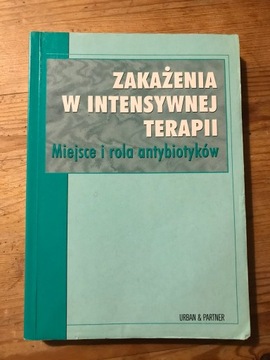 ZAKAŻENIA
W INTENSYWNEJ
TERAPII
Miejsce i rola antybiotyków
URBAN & PARTNER